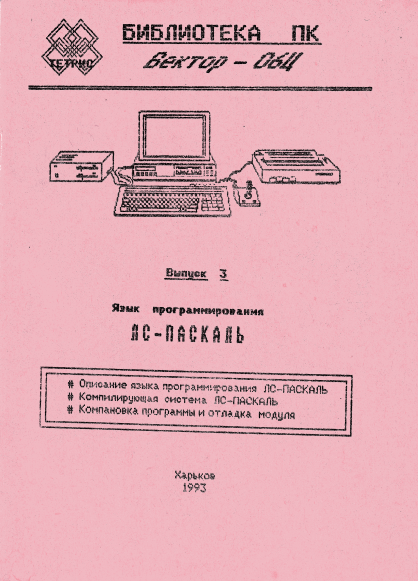 БИБЛИОТЕКА ПК
ТЕТРИС
Вектор-06Ц
Выпуск 3
Язык программирования
ЛС-ПАСКАЛЬ
# Описание языка программирования ЛС-ПАСКАЛЬ
# Компилирующая система ЛС-ПАСКАЛЬ
# Компановка программы и отладка модуля
Харьков
1993